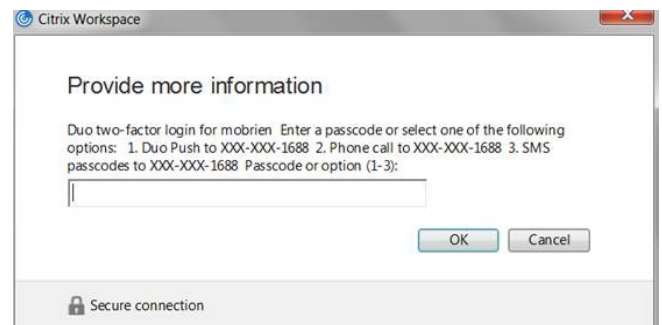 Citrix Workspace
Provide more information
Duo two-factor login for mobrien Enter a passcode or select one of the following
options: 1. Duo Push to XXX-XXX-1688 2. Phone call to XXX-XXX-1688 3. SMS
passcodes to XXX-XXX-1688 Passcode or option (1-3):
OK Cancel
Secure connection